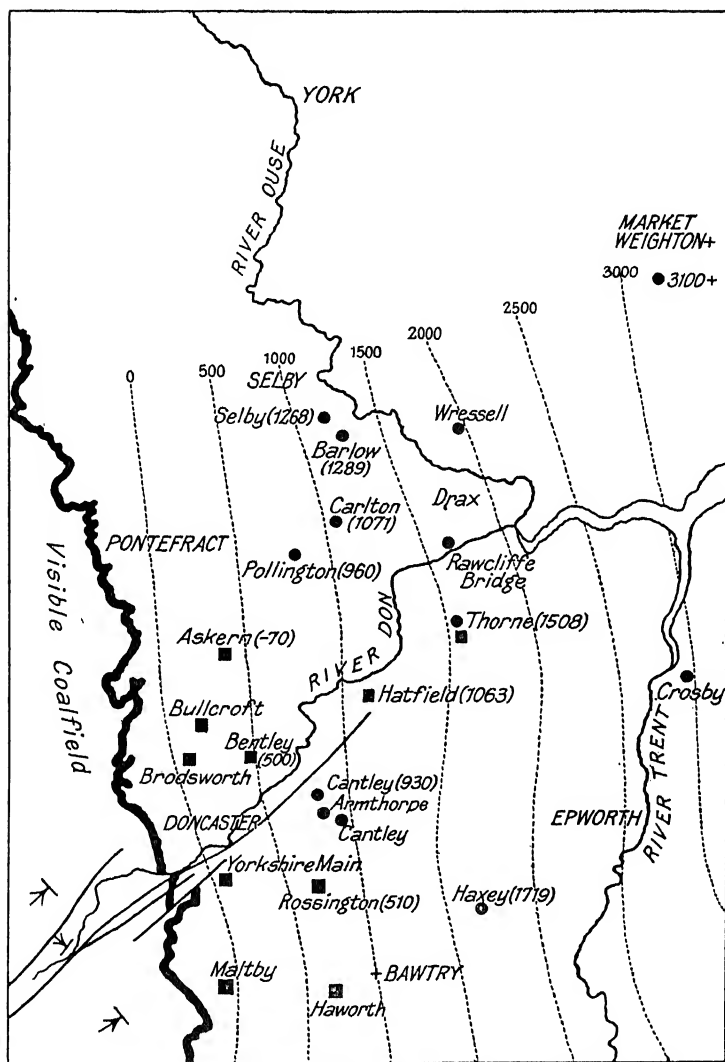 YORK
RIVER OUSE
MARKET
WEIGHTON+
3100+
3000
2500
2000
1500
1000
500
0
SELBY
Selby (1268)
Wressell
Barlow
(1289)
Carlton
(1071)
Drax
PONTEFRACT
Pollington (960)
Rawcliffe
Bridge
Visible Coalfield
Thorne (1508)
RIVER DON
Askern (-70)
Hatfield (1063)
Crosby
Bullcroft
Bentley
(500)
Brodsworth
RIVER TRENT
Cantley (930)
Armthorpe
DONCASTER
Cantley
EPWORTH
Yorkshire Main
Rossington (510)
Haxey (1719)
Maltby
+BAWTRY
Haworth